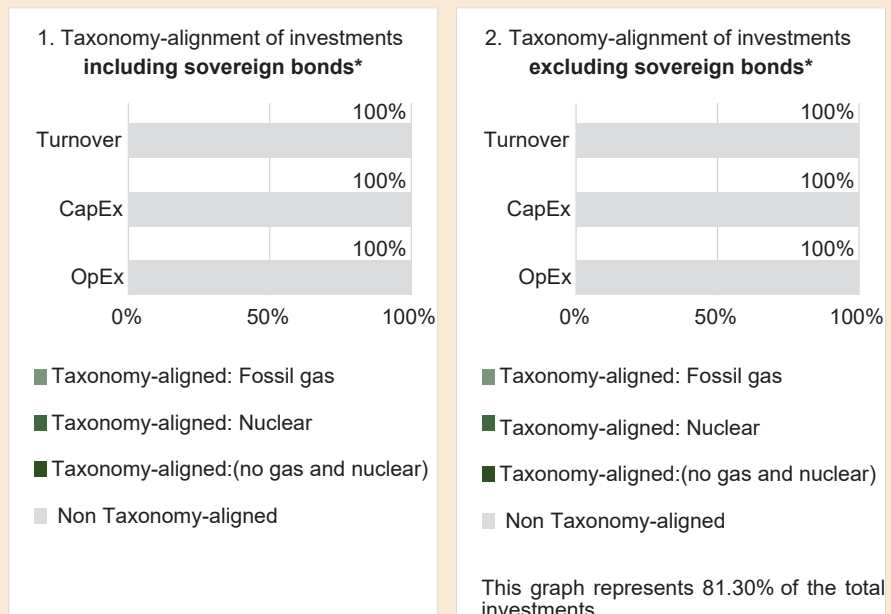 1. Taxonomy-alignment of investments
including sovereign bonds*
100%
Turnover
100%
CapEx
100%
OpEx
0% 50% 100%
Taxonomy-aligned: Fossil gas
Taxonomy-aligned: Nuclear
Taxonomy-aligned:(no gas and nuclear)
Non Taxonomy-aligned
2. Taxonomy-alignment of investments
excluding sovereign bonds*
100%
Turnover
100%
CapEx
100%
OpEx
0% 50% 100%
Taxonomy-aligned: Fossil gas
Taxonomy-aligned: Nuclear
Taxonomy-aligned:(no gas and nuclear)
Non Taxonomy-aligned
This graph represents 81.30% of the total
investments